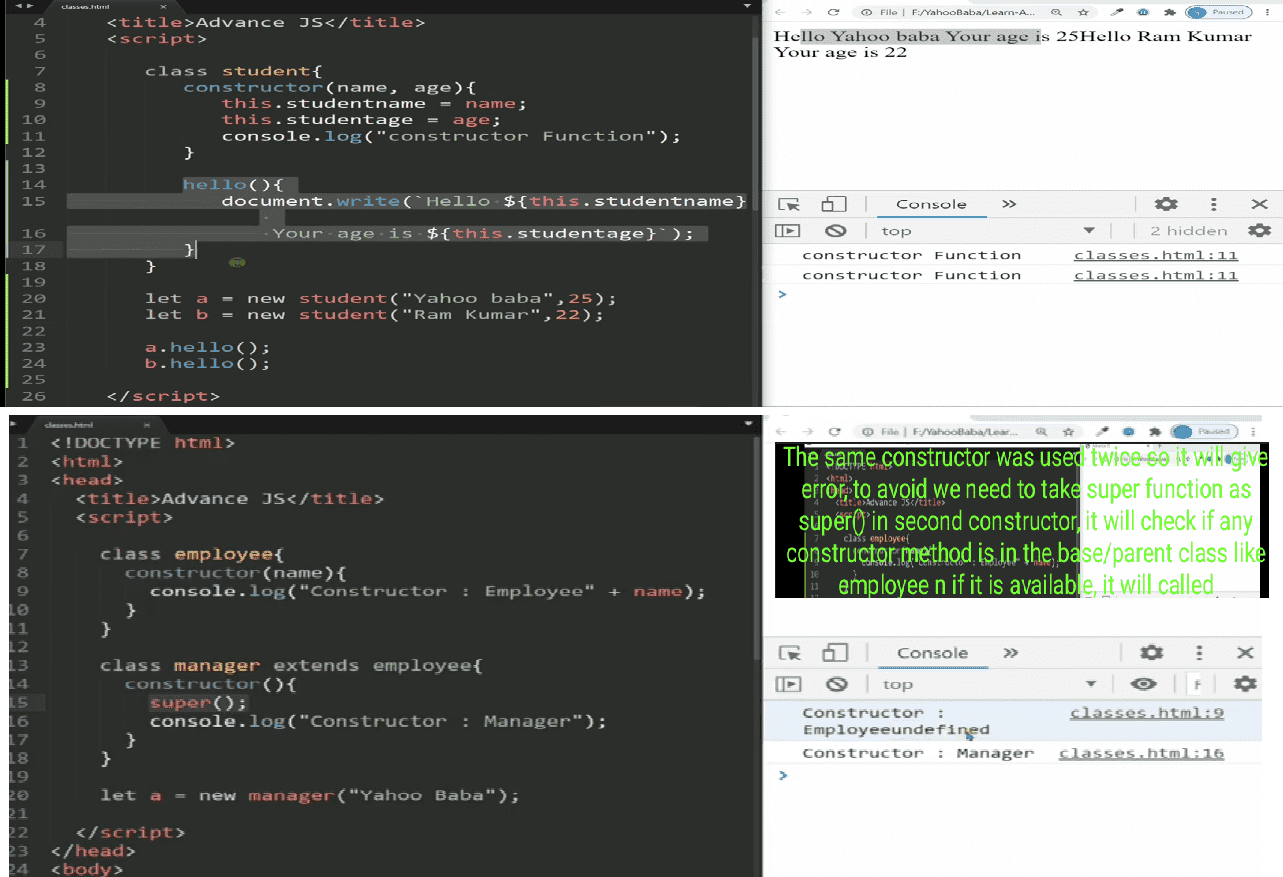 classes.html
4 <title>Advance JS</title>
5 <script>
6
7 class student{
8 constructor(name, age){
9 this.studentname = name;
10 this.studentage = age;
11 console.log("constructor Function");
12 }
13
14 hello(){
15 document.write(`Hello ${this.studentname}
16 Your age is ${this.studentage}`);
17 }
18 }
19
20 let a = new student("Yahoo baba",25);
21 let b = new student("Ram Kumar",22);
22
23 a.hello();
24 b.hello();
25
26 </script>
File | F:/YahooBaba/Learn-A... Paused
Hello Yahoo baba Your age is 25Hello Ram Kumar
Your age is 22
Console
top 2 hidden
constructor Function classes.html:11
constructor Function classes.html:11
classes.html
1 <!DOCTYPE html>
2 <html>
3 <head>
4 <title>Advance JS</title>
5 <script>
6
7 class employee{
8 constructor(name){
9 console.log("Constructor : Employee" + name);
10 }
11 }
12
13 class manager extends employee{
14 constructor(){
15 super();
16 console.log("Constructor : Manager");
17 }
18 }
19
20 let a = new manager("Yahoo Baba");
21
22 </script>
23 </head>
24 <body>
File | F:/YahooBaba/Lear... Paused
The same constructor was used twice so it will give
error, to avoid we need to take super function as
super() in second constructor, it will check if any
constructor method is in the base/parent class like
employee n if it is available, it will called
Console
top
Constructor : classes.html:9
Employeeundefined
Constructor : Manager classes.html:16